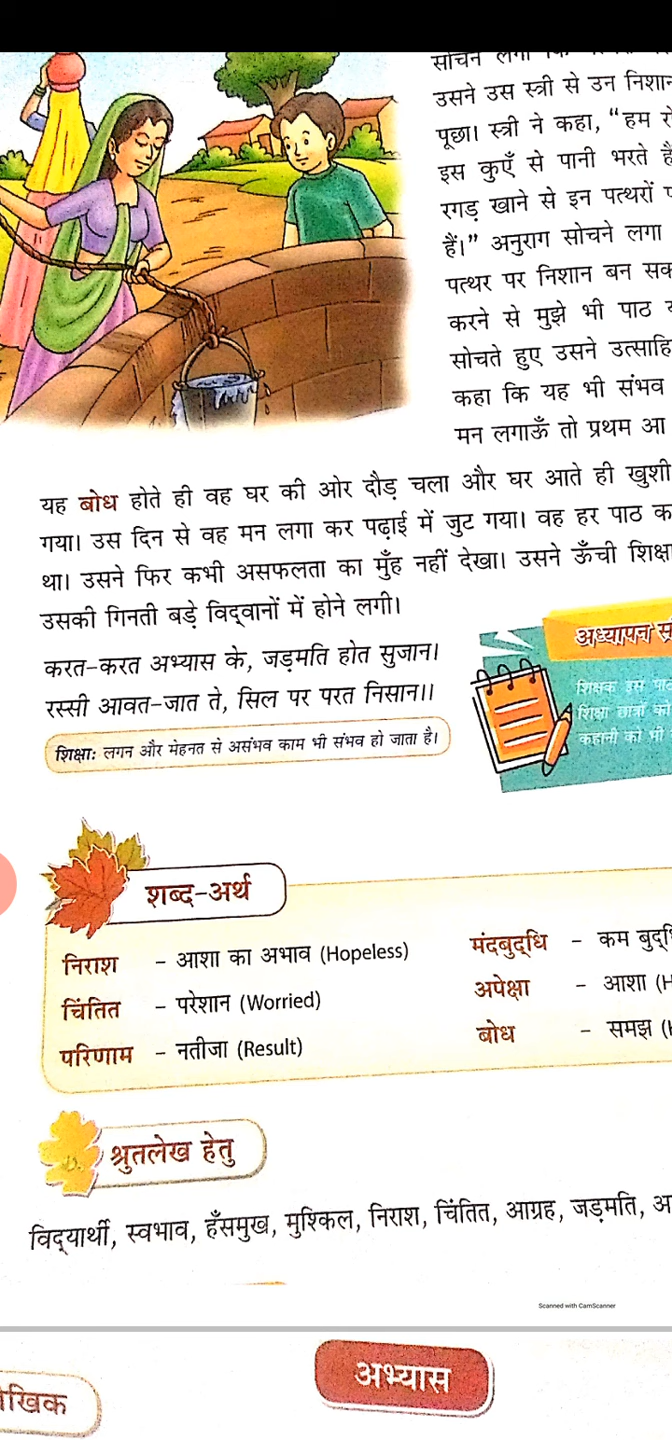 सोचने लगा कि
उसने उस स्त्री से उन निशान
पूछा। स्त्री ने कहा, “हम
इस कुएँ से पानी भरते
रगड़ खाने से इन पत्थरों
हैं।” अनुराग सोचने लगा
पत्थर पर निशान बन सक
करने से मुझे भी पाठ
सोचते हुए उसने उत्साहि
कहा कि यह भी संभव
मन लगाऊँ तो प्रथम आ
यह बोध होते ही वह घर की ओर दौड़ चला और घर आते ही खुशी
गया। उस दिन से वह मन लगा कर पढ़ाई में जुट गया। वह हर पाठ क
था। उसने फिर कभी असफलता का मुँह नहीं देखा। उसने ऊँची शिक्षा
उसकी गिनती बड़े विद्‌वानों में होने लगी।
करत-करत अभ्यास के, जड़मति होत सुजान।
रस्सी आवत-जात ते, सिल पर परत निसान।।
शिक्षाः लगन और मेहनत से असंभव काम भी संभव हो जाता है।
अध्यापन
शिक्षक इस
शिक्षा छात्रों को
कहानी को भी
शब्द-अर्थ
निराश – आशा का अभाव (Hopeless)
मंदबुद्‌धि – कम
चिंतित – परेशान (Worried)
अपेक्षा – आशा (H
परिणाम – नतीजा (Result)
बोध – समझ
श्रुतलेख हेतु
विद्‌यार्थी, स्वभाव, हँसमुख, मुश्किल, निराश, चिंतित, आग्रह, जड़मति,
Scanned with CamScanner
अभ्यास
खिक